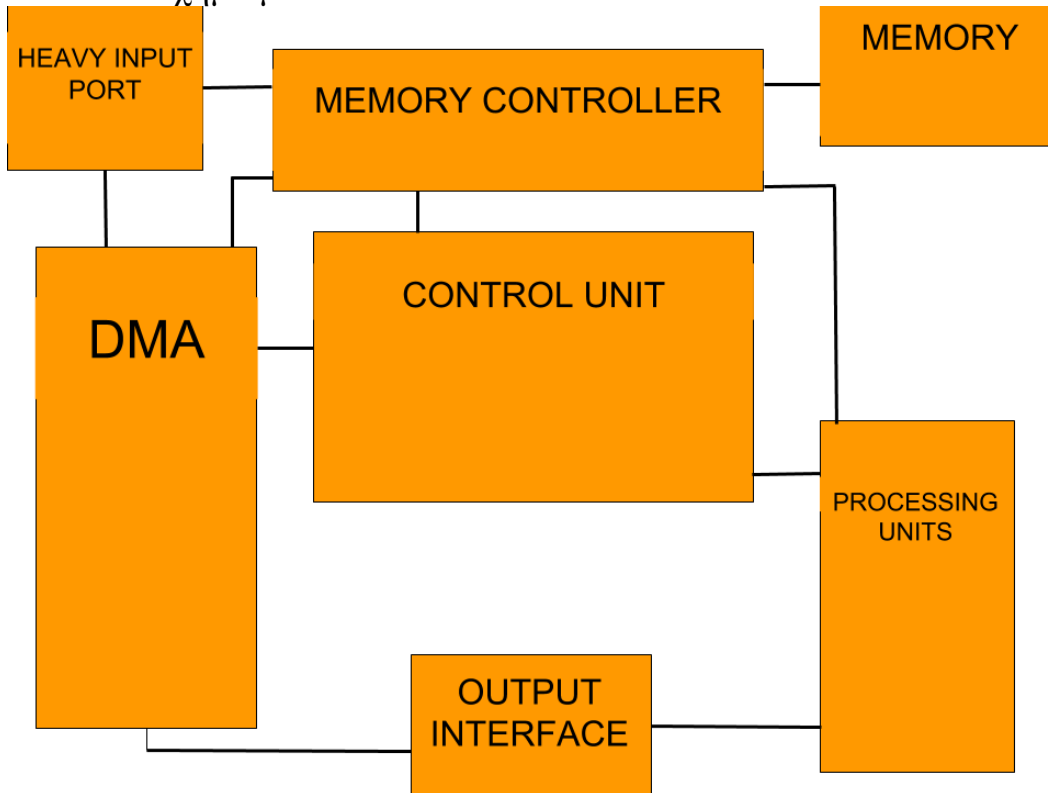 HEAVY INPUT
PORT
MEMORY CONTROLLER
MEMORY
DMA
CONTROL UNIT
PROCESSING
UNITS
OUTPUT
INTERFACE